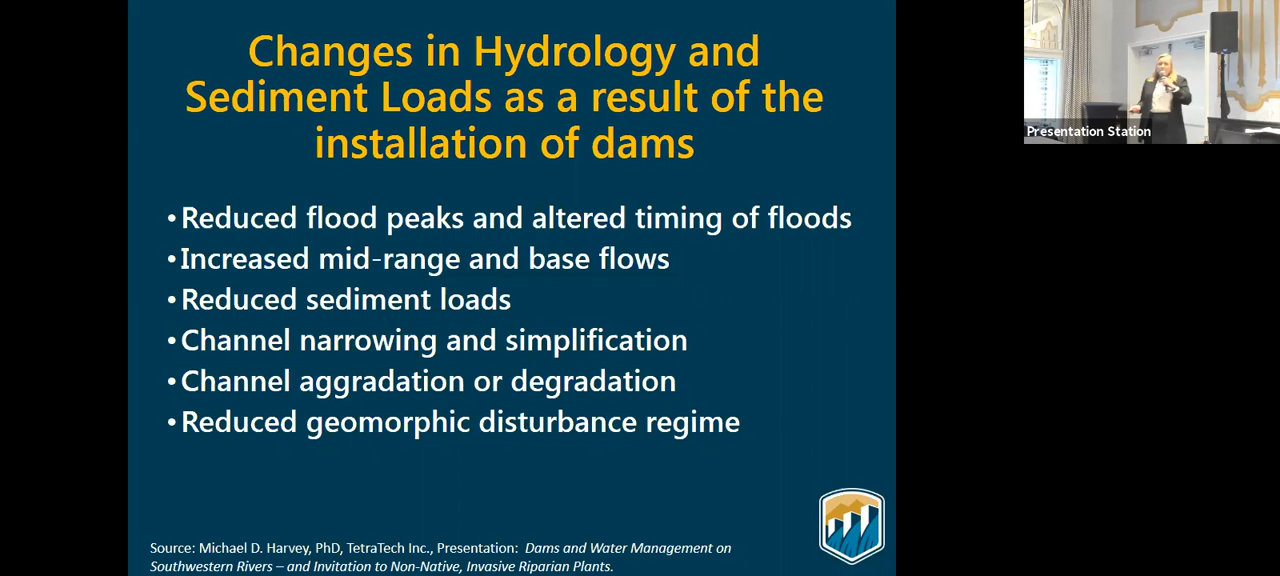 Changes in Hydrology and
Sediment Loads as a result of the
installation of dams
•Reduced flood peaks and altered timing of floods
•Increased mid-range and base flows
•Reduced sediment loads
•Channel narrowing and simplification
•Channel aggradation or degradation
•Reduced geomorphic disturbance regime
Source: Michael D. Harvey, PhD, TetraTech Inc., Presentation: Dams and Water Management on
Southwestern Rivers – and Invitation to Non-Native, Invasive Riparian Plants.
Presentation Station